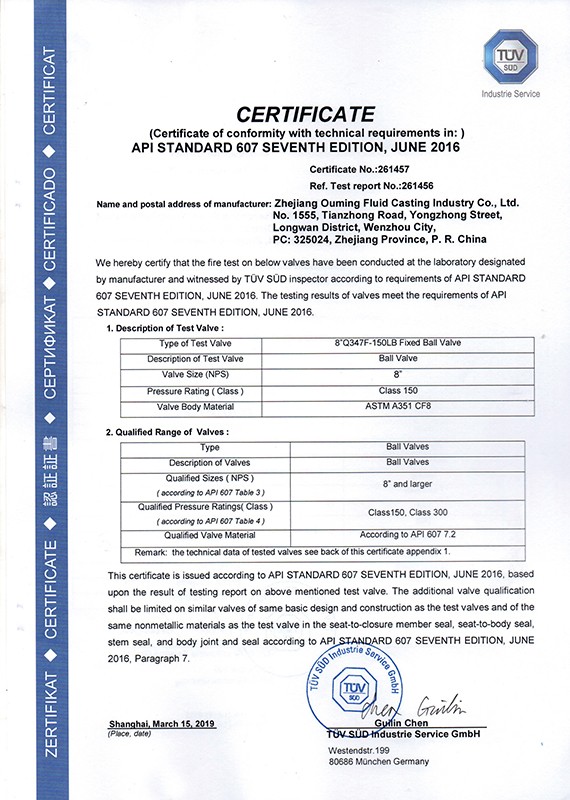 TÜV
SÜD
Industrie Service
CERTIFICATE
(Certificate of conformity with technical requirements in: )
API STANDARD 607 SEVENTH EDITION, JUNE 2016
Certificate No.:261457
Ref. Test report No.:261456
Name and postal address of manufacturer: Zhejiang Ouming Fluid Casting Industry Co., Ltd.
No. 1555, Tianzhong Road, Yongzhong Street,
Longwan District, Wenzhou City,
PC: 325024, Zhejiang Province, P. R. China
We hereby certify that the fire test on below valves have been conducted at the laboratory designated
by manufacturer and witnessed by TÜV SÜD inspector according to requirements of API STANDARD
607 SEVENTH EDITION, JUNE 2016. The testing results of valves meet the requirements of API
STANDARD 607 SEVENTH EDITION, JUNE 2016.
1. Description of Test Valve :
Type of Test Valve 8"Q347F-150LB Fixed Ball Valve
Description of Test Valve Ball Valve
Valve Size (NPS) 8"
Pressure Rating ( Class ) Class 150
Valve Body Material ASTM A351 CF8
2. Qualified Range of Valves :
Type Ball Valves
Description of Valves Ball Valves
Qualified Sizes ( NPS )
( according to API 607 Table 3 ) 8" and larger
Qualified Pressure Ratings( Class )
( according to API 607 Table 4 ) Class150, Class 300
Qualified Valve Material According to API 607 7.2
Remark: the technical data of tested valves see back of this certificate appendix 1.
This certificate is issued according to API STANDARD 607 SEVENTH EDITION, JUNE 2016, based
upon the result of testing report on above mentioned test valve. The additional valve qualification
shall be limited on similar valves of same basic design and construction as the test valves and of the
same nonmetallic materials as the test valve in the seat-to-closure member seal, seat-to-body seal,
stem seal, and body joint and seal according to API STANDARD 607 SEVENTH EDITION, JUNE
2016, Paragraph 7.
TÜV SÜD Industrie Service GmbH
TÜV
SÜD
Chen Guilin
Shanghai, March 15, 2019
(Place, date)
Guilin Chen
TÜV SÜD Industrie Service GmbH
Westendstr.199
80686 München Germany
ZERTIFIKAT ◆ CERTIFICATE ◆ 認証証書 ◆ СЕРТИФИКАТ ◆ CERTIFICADO ◆ CERTIFICAT